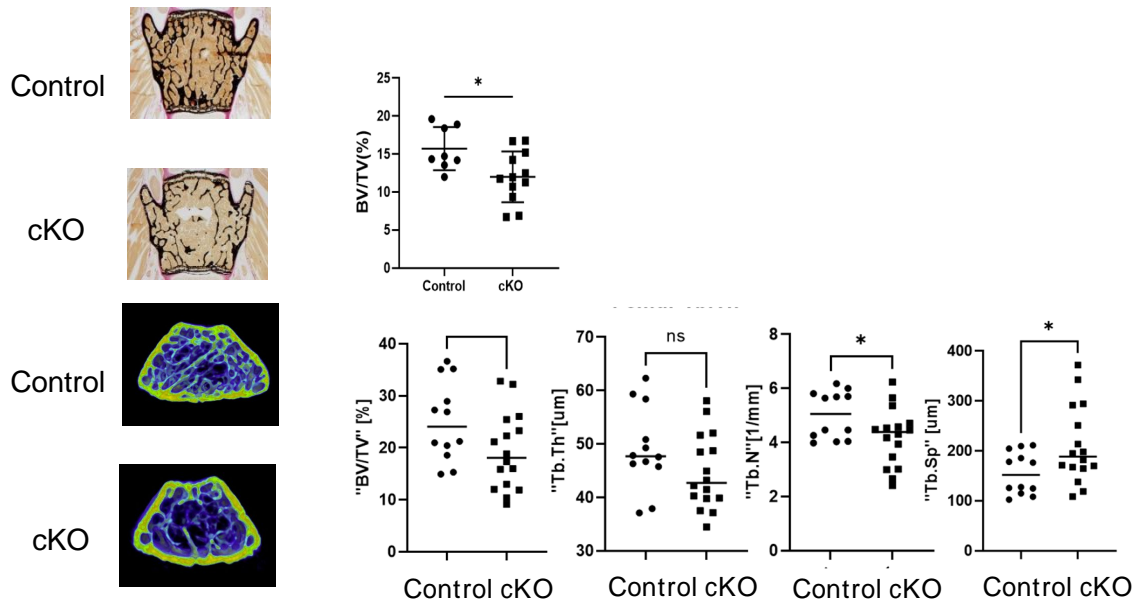 Control
cKO
Control
cKO
*
BV/TV(%)
25
20
15
10
5
0
Control
cKO
"BV/TV" [%]
40
30
20
10
0
Control cKO
ns
"Tb.Th"[um]
70
60
50
40
30
Control cKO
*
"Tb.N"[1/mm]
8
6
4
2
0
Control cKO
*
"Tb.Sp" [um]
400
300
200
100
0
Control cKO